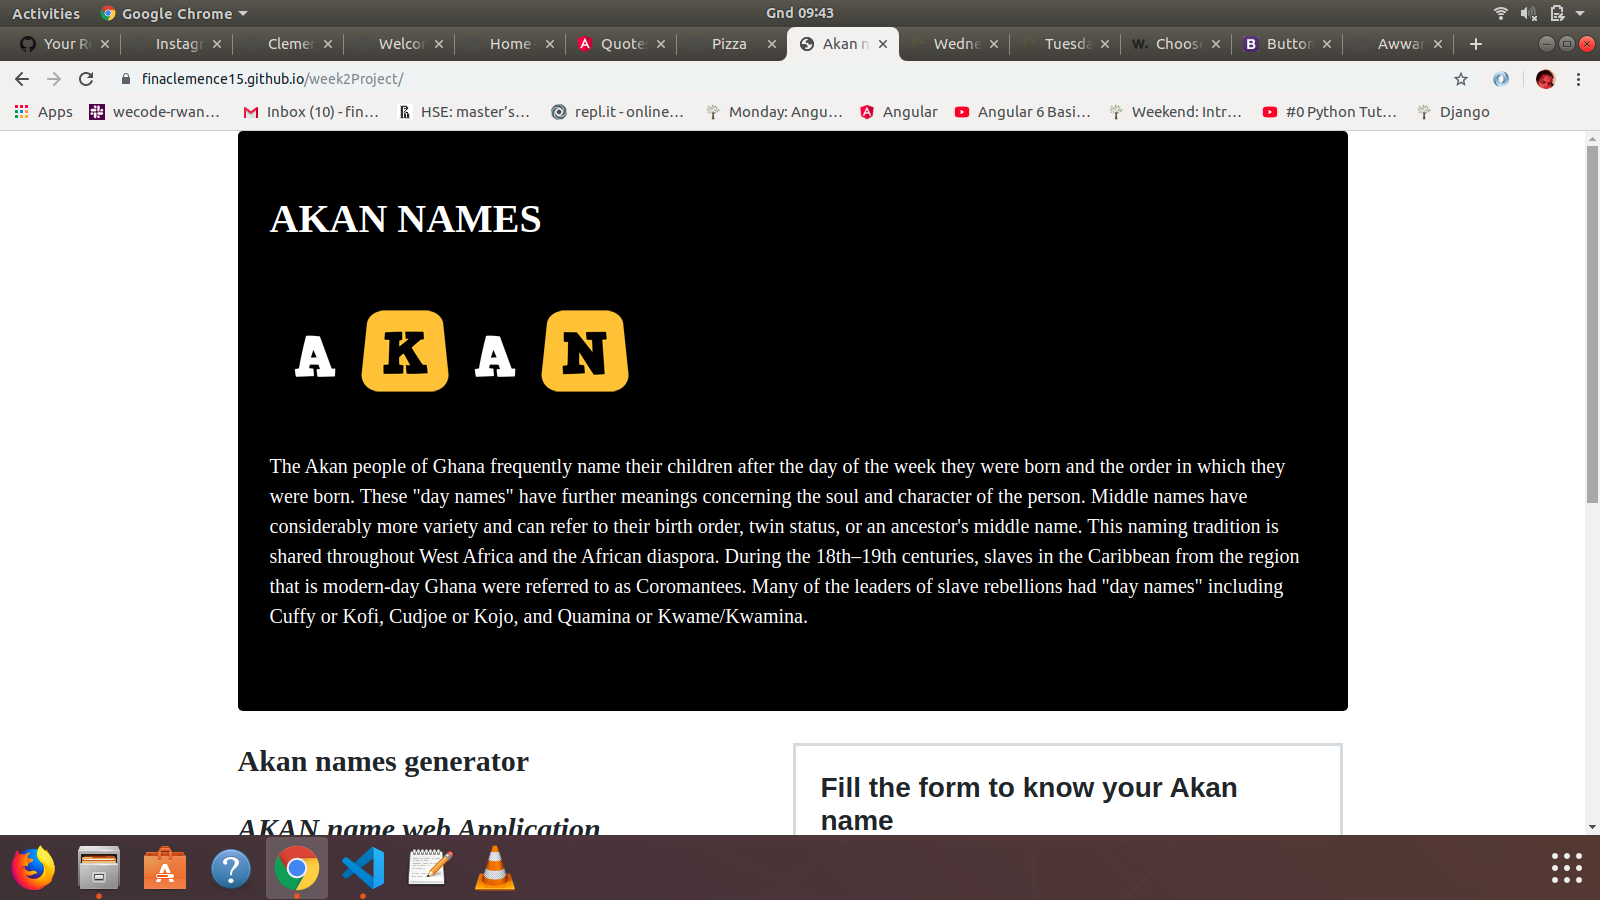 Activities Google Chrome Gnd 09:43
Your Re Instagr Clemer Welcor Home - Quote: Pizza Akan n Wedne Tuesda W. Choose Button Awwar
finaclemence15.github.io/week2Project/
Apps wecode-rwan… Inbox (10) - fin… HSE: master's… repl.it - online… Monday: Angu… Angular Angular 6 Basi… Weekend: Intr… #0 Python Tut… Django
AKAN NAMES
A K A N
The Akan people of Ghana frequently name their children after the day of the week they were born and the order in which they
were born. These "day names" have further meanings concerning the soul and character of the person. Middle names have
considerably more variety and can refer to their birth order, twin status, or an ancestor's middle name. This naming tradition is
shared throughout West Africa and the African diaspora. During the 18th–19th centuries, slaves in the Caribbean from the region
that is modern-day Ghana were referred to as Coromantees. Many of the leaders of slave rebellions had "day names" including
Cuffy or Kofi, Cudjoe or Kojo, and Quamina or Kwame/Kwamina.
Akan names generator
AKAN name web Application
Fill the form to know your Akan
name